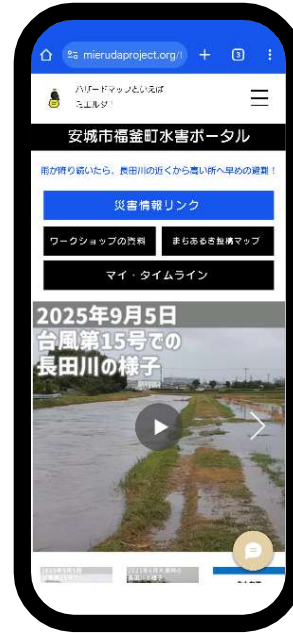 mierudaproject.org/
3
ハザードマップといえば
ミエルダ！
安城市福釜町水害ポータル
雨が降り続いたら、長田川の近くから高い所へ早めの避難！
災害情報リンク
ワークショップの資料
まちあるき投稿マップ
マイ・タイムライン
2025年9月5日
台風第15号での
長田川の様子